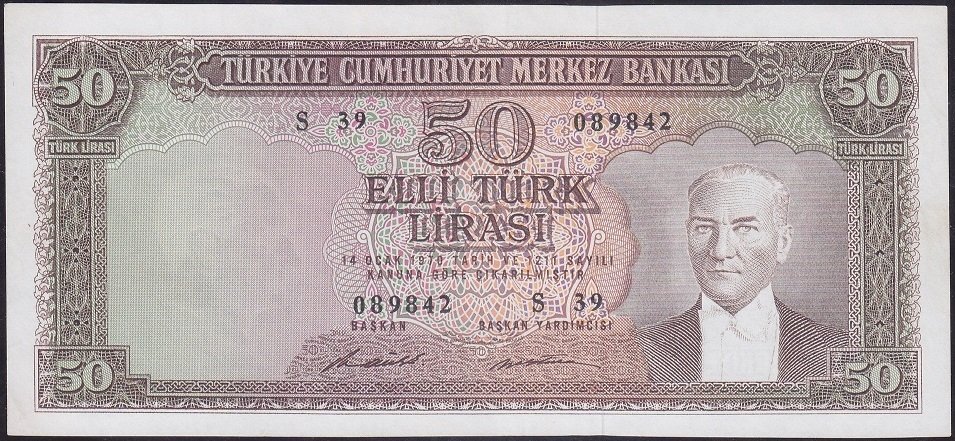 TÜRKİYE CUMHURİYET MERKEZ BANKASI
50 50
S 39 50 089842
TÜRK LİRASI TÜRK LİRASI
ELLİ TÜRK
LİRASI
14 OCAK 1970 TARİH VE 1211 SAYILI
KANUNA GÖRE ÇIKARILMIŞTIR
089842 S 39
BAŞKAN BAŞKAN YARDIMCISI
50 50